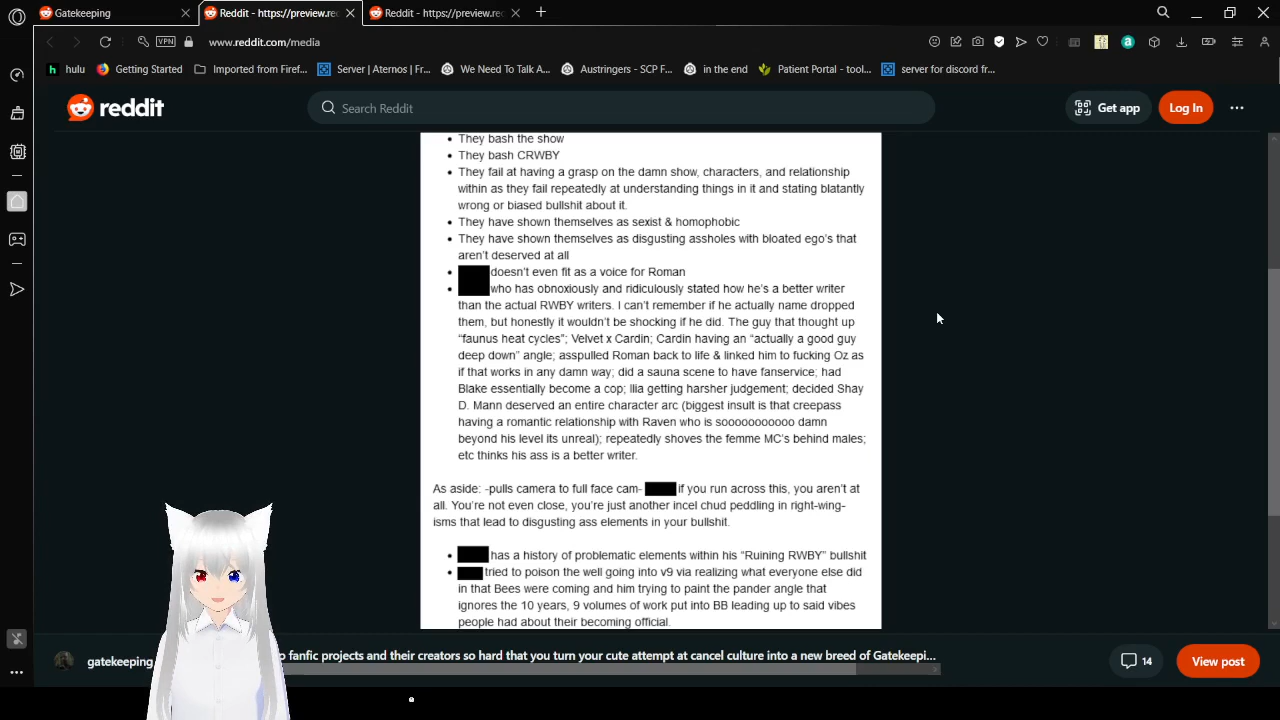 Gatekeeping
Reddit - https://preview.rec
Reddit - https://preview.rec
VPN
www.reddit.com/media
hulu
Getting Started
Imported from Firef...
Server | Aternos | Fr...
We Need To Talk A...
Austringers - SCP F...
in the end
Patient Portal - tool...
server for discord fr...
reddit
Search Reddit
Get app
Log In
• They bash the show
• They bash CRWBY
• They fail at having a grasp on the damn show, characters, and relationship
within as they fail repeatedly at understanding things in it and stating blatantly
wrong or biased bullshit about it.
• They have shown themselves as sexist & homophobic
• They have shown themselves as disgusting assholes with bloated ego's that
aren't deserved at all
• doesn't even fit as a voice for Roman
• who has obnoxiously and ridiculously stated how he's a better writer
than the actual RWBY writers. I can't remember if he actually name dropped
them, but honestly it wouldn't be shocking if he did. The guy that thought up
“faunus heat cycles”; Velvet x Cardin; Cardin having an “actually a good guy
deep down” angle; asspulled Roman back to life & linked him to fucking Oz as
if that works in any damn way; did a sauna scene to have fanservice; had
Blake essentially become a cop; Ilia getting harsher judgement; decided Shay
D. Mann deserved an entire character arc (biggest insult is that creepass
having a romantic relationship with Raven who is sooooooooooo damn
beyond his level its unreal); repeatedly shoves the femme MC's behind males;
etc thinks his ass is a better writer.
As aside: -pulls camera to full face cam- if you run across this, you aren't at
all. You're not even close, you're just another incel chud peddling in right-wing-
isms that lead to disgusting ass elements in your bullshit.
• has a history of problematic elements within his “Ruining RWBY” bullshit
• tried to poison the well going into v9 via realizing what everyone else did
in that Bees were coming and him trying to paint the pander angle that
ignores the 10 years, 9 volumes of work put into BB leading up to said vibes
people had about their becoming official.
gatekeeping
o fanfic projects and their creators so hard that you turn your cute attempt at cancel culture into a new breed of Gatekeepi...
14
View post